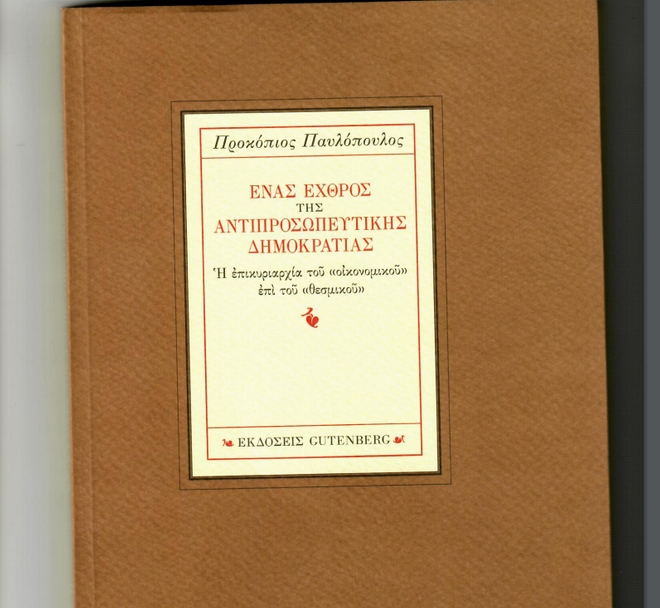 Προκόπιος Παυλόπουλος
ΕΝΑΣ ΕΧΘΡΟΣ
ΤΗΣ
ΑΝΤΙΠΡΟΣΩΠΕΥΤΙΚΗΣ
ΔΗΜΟΚΡΑΤΙΑΣ
Ἡ ἐπικυριαρχία τοῦ «οἰκονομικοῦ»
ἐπὶ τοῦ «θεσμικοῦ»
ΕΚΔΟΣΕΙΣ GUTENBERG